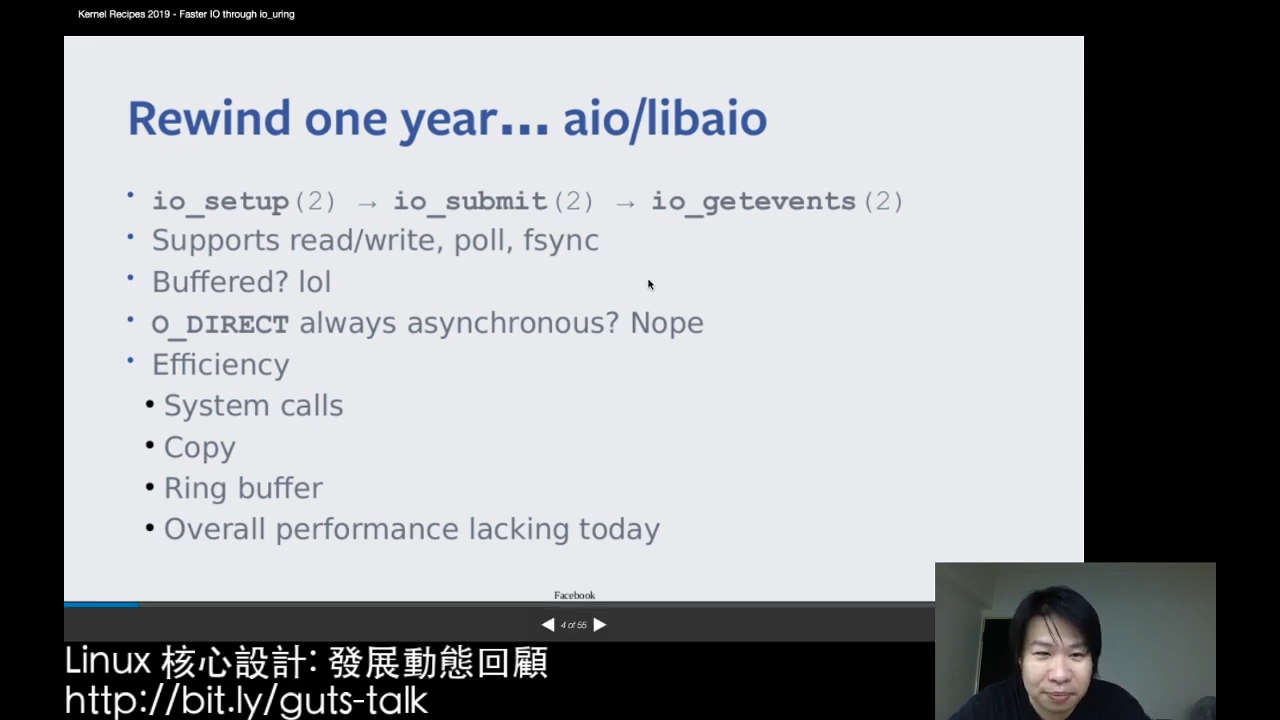 Kernel Recipes 2019 - Faster IO through io_uring
Rewind one year... aio/libaio
• io_setup(2) → io_submit(2) → io_getevents(2)
• Supports read/write, poll, fsync
• Buffered? lol
• O_DIRECT always asynchronous? Nope
• Efficiency
• System calls
• Copy
• Ring buffer
• Overall performance lacking today
Facebook
4 of 55
Linux 核心設計: 發展動態回顧
http://bit.ly/guts-talk